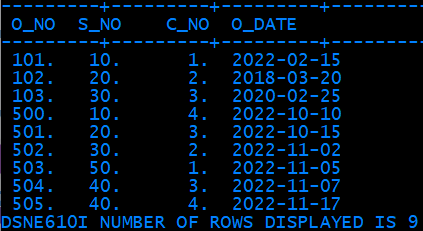 ---------+---------+---------+---------
O_NO  S_NO    C_NO  O_DATE
---------+---------+---------+---------
101.   10.      1.  2022-02-15
102.   20.      2.  2018-03-20
103.   30.      3.  2020-02-25
500.   10.      4.  2022-10-10
501.   20.      3.  2022-10-15
502.   30.      2.  2022-11-02
503.   50.      1.  2022-11-05
504.   40.      3.  2022-11-07
505.   40.      4.  2022-11-17
DSNE610I NUMBER OF ROWS DISPLAYED IS 9